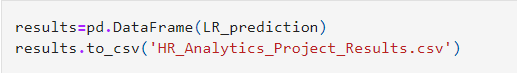 results=pd.DataFrame(LR_prediction)
results.to_csv('HR_Analytics_Project_Results.csv')